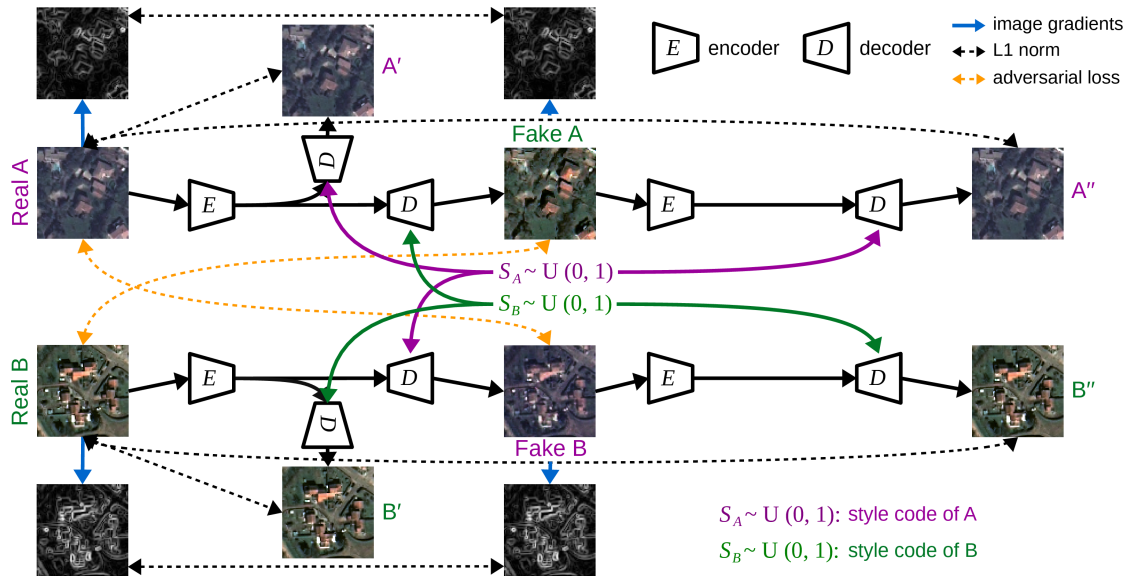 E encoder
D decoder
image gradients
L1 norm
adversarial loss
A′
Fake A
Real A
D
E
D
E
D
A″
S_A ~ U (0, 1)
S_B ~ U (0, 1)
Real B
E
D
E
D
B″
D
Fake B
B′
S_A ~ U (0, 1): style code of A
S_B ~ U (0, 1): style code of B